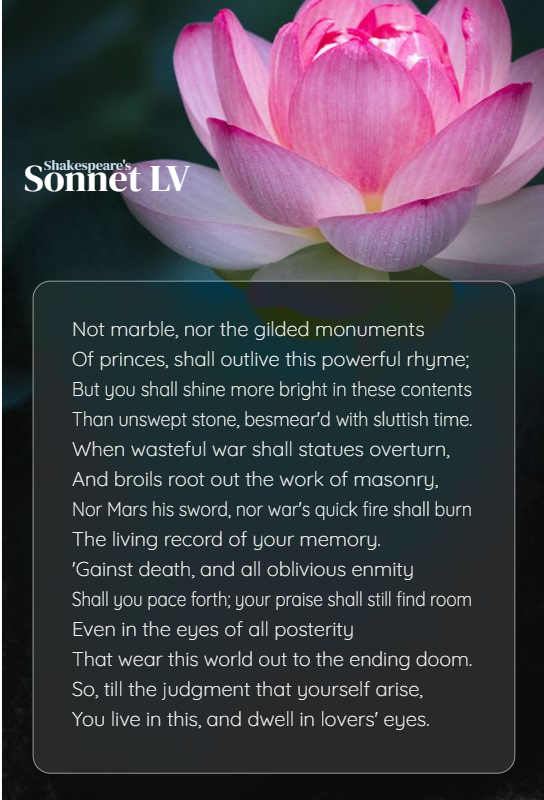 Shakespeare's
Sonnet LV
Not marble, nor the gilded monuments
Of princes, shall outlive this powerful rhyme;
But you shall shine more bright in these contents
Than unswept stone, besmear'd with sluttish time.
When wasteful war shall statues overturn,
And broils root out the work of masonry,
Nor Mars his sword, nor war's quick fire shall burn
The living record of your memory.
'Gainst death, and all oblivious enmity
Shall you pace forth; your praise shall still find room
Even in the eyes of all posterity
That wear this world out to the ending doom.
So, till the judgment that yourself arise,
You live in this, and dwell in lovers' eyes.